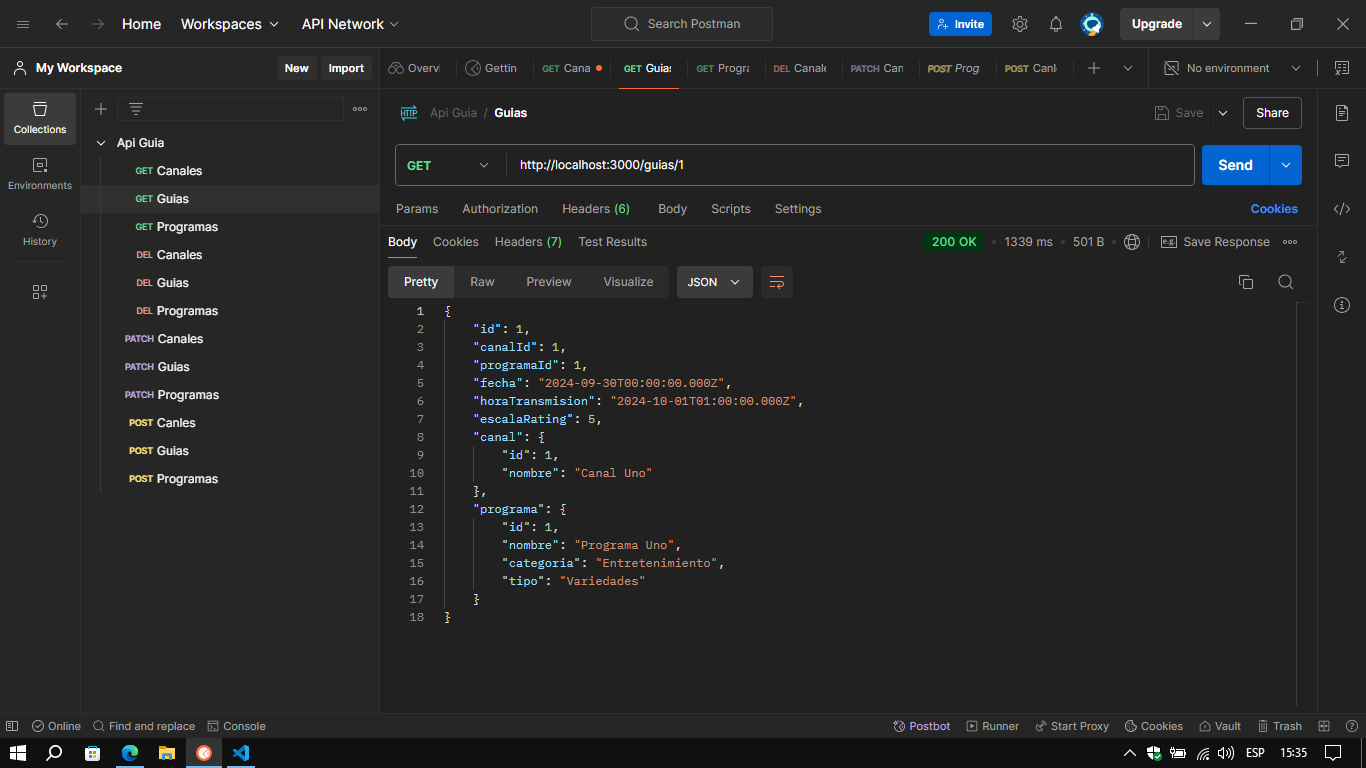 Home Workspaces API Network Search Postman Invite Upgrade
My Workspace New Import Overvi Gettin GET Cana GET Guias GET Progra DEL Canale PATCH Can POST Prog POST Canl No environment
Collections
Environments
History
Api Guia
GET Canales
GET Guias
GET Programas
DEL Canales
DEL Guias
DEL Programas
PATCH Canales
PATCH Guias
PATCH Programas
POST Canles
POST Guias
POST Programas
HTTP Api Guia / Guias Save Share
GET http://localhost:3000/guias/1 Send
Params Authorization Headers (6) Body Scripts Settings Cookies
Body Cookies Headers (7) Test Results 200 OK 1339 ms 501 B e.g. Save Response
Pretty Raw Preview Visualize JSON
1 {
2 "id": 1,
3 "canalId": 1,
4 "programaId": 1,
5 "fecha": "2024-09-30T00:00:00.000Z",
6 "horaTransmision": "2024-10-01T01:00:00.000Z",
7 "escalaRating": 5,
8 "canal": {
9 "id": 1,
10 "nombre": "Canal Uno"
11 },
12 "programa": {
13 "id": 1,
14 "nombre": "Programa Uno",
15 "categoria": "Entretenimiento",
16 "tipo": "Variedades"
17 }
18 }
Online Find and replace Console Postbot Runner Start Proxy Cookies Vault Trash
ESP 15:35